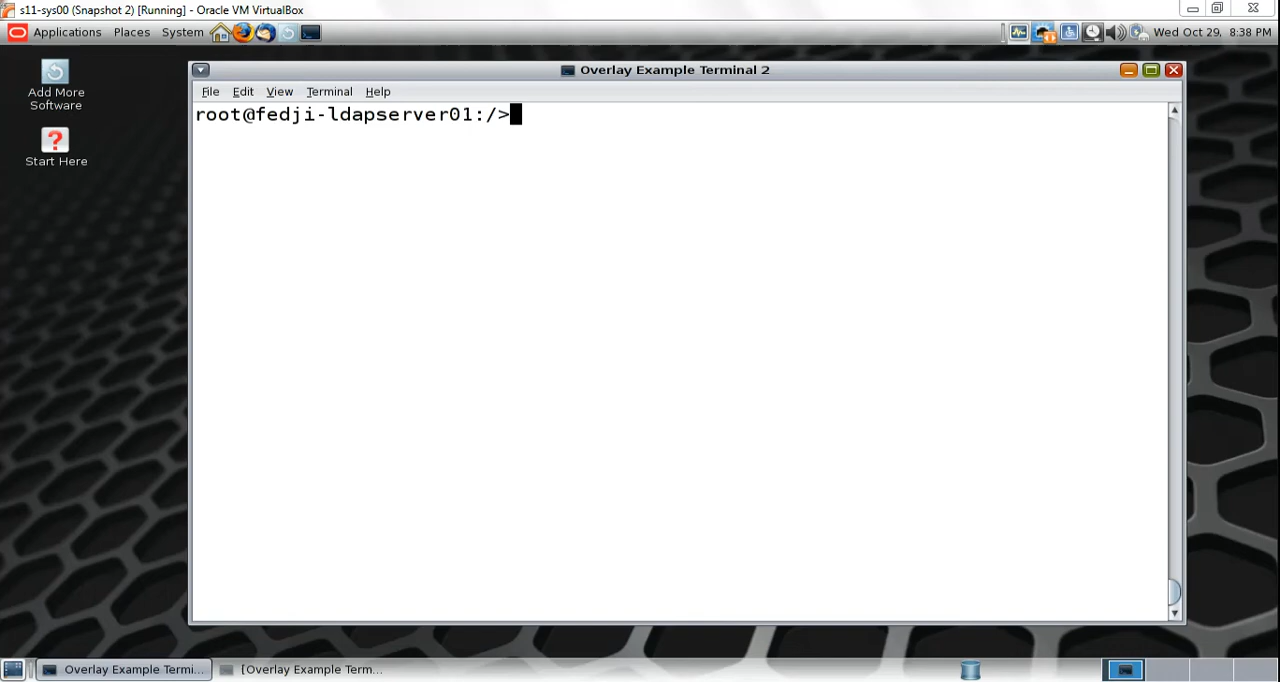 s11-sys00 (Snapshot 2) [Running] - Oracle VM VirtualBox
Applications Places System Wed Oct 29, 8:38 PM
Add More Software
Start Here
Overlay Example Terminal 2
File Edit View Terminal Help
root@fedji-ldapserver01:/>
Overlay Example Termi... [Overlay Example Term...